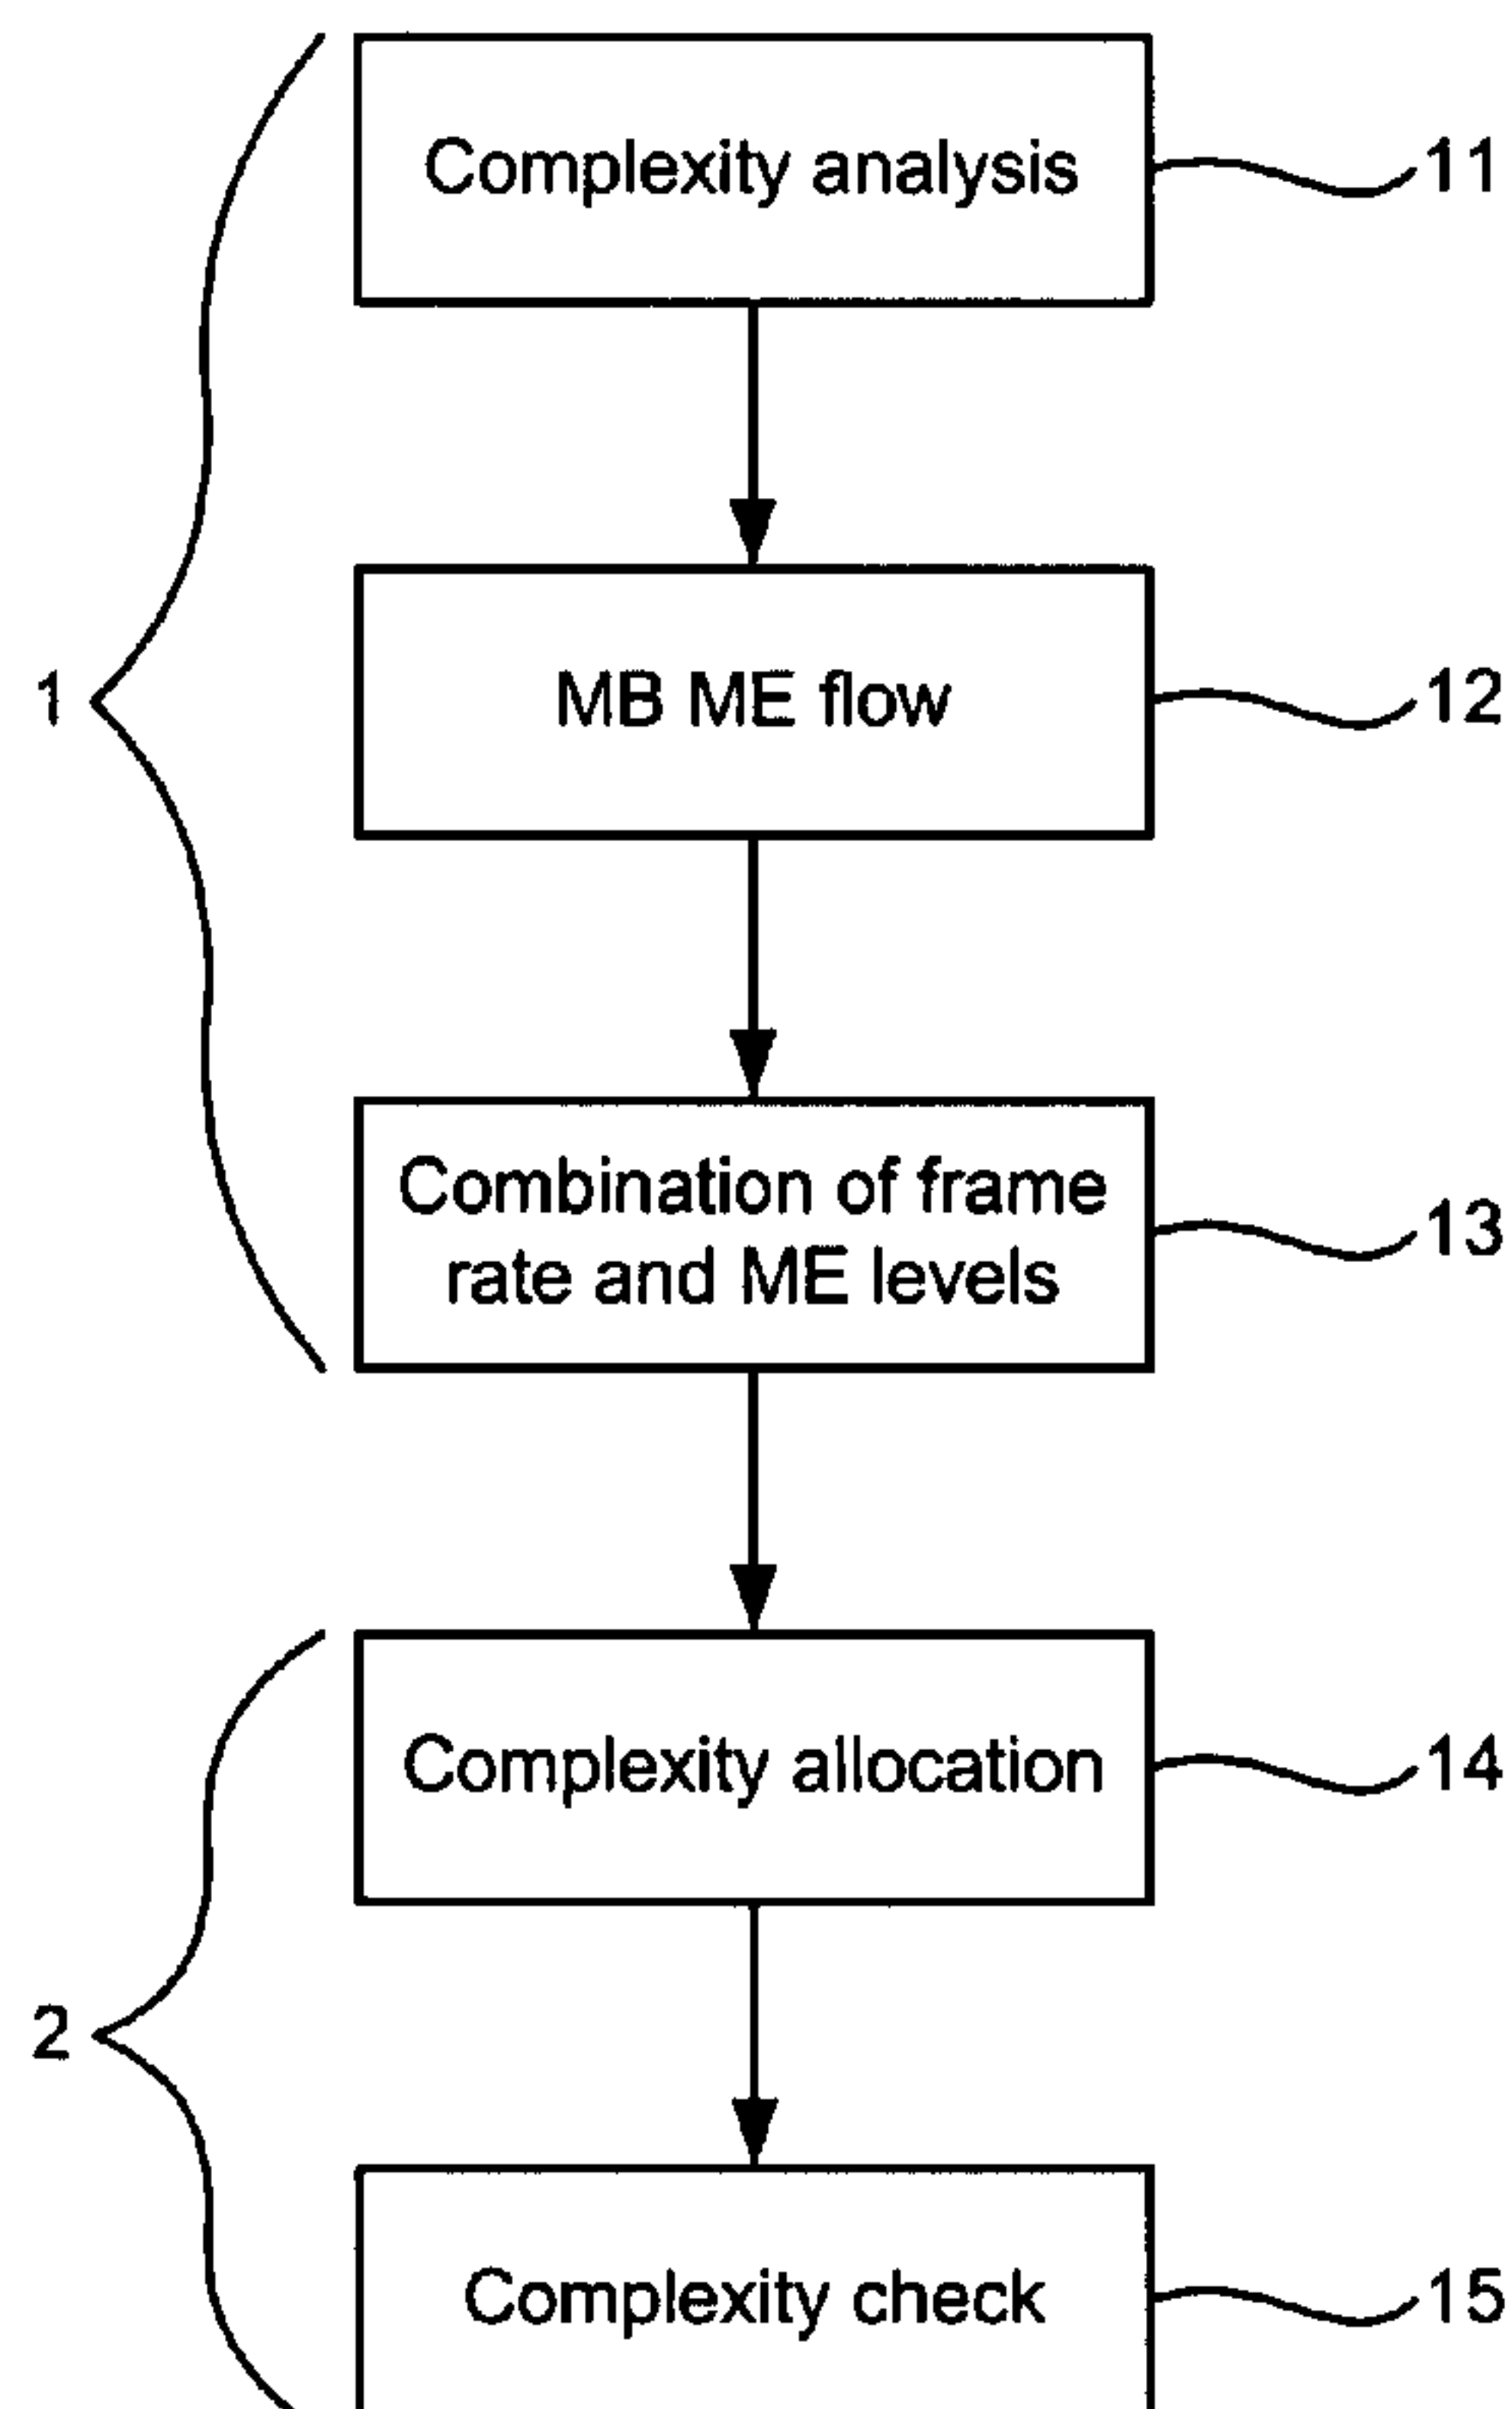 Complexity analysis
11
1
MB ME flow
12
Combination of frame
rate and ME levels
13
Complexity allocation
14
2
Complexity check
15